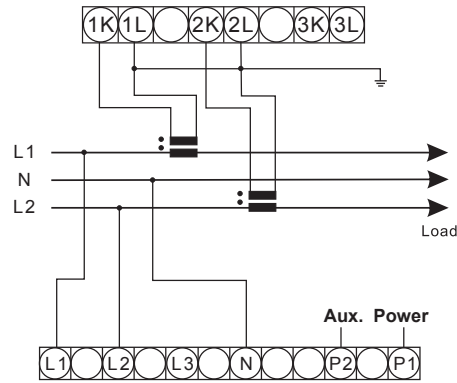 1K 1L 2K 2L 3K 3L
L1
N
L2
Load
Aux. Power
L1 L2 L3 N P2 P1